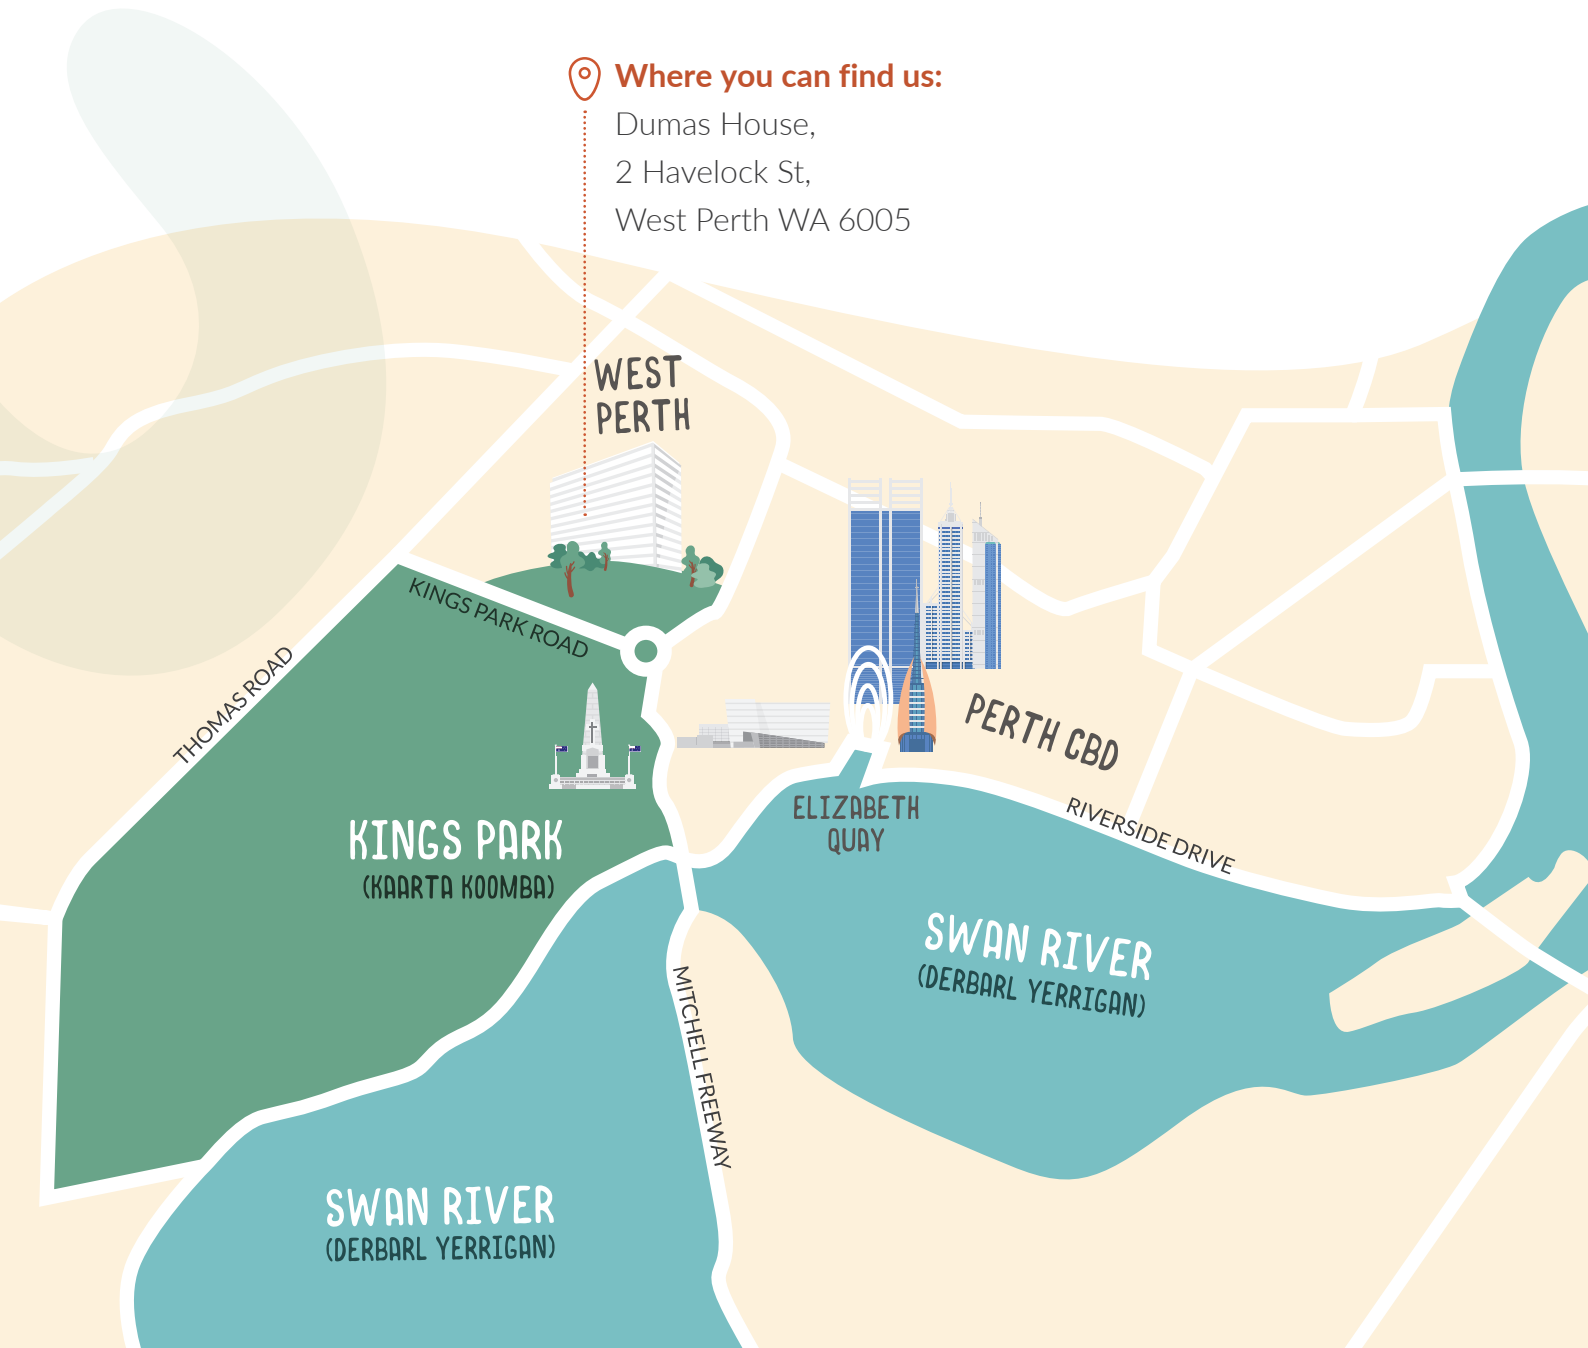 Where you can find us:
Dumas House,
2 Havelock St,
West Perth WA 6005
WEST
PERTH
KINGS PARK ROAD
THOMAS ROAD
PERTH CBD
ELIZABETH
QUAY
RIVERSIDE DRIVE
KINGS PARK
(KAARTA KOOMBA)
SWAN RIVER
(DERBARL YERRIGAN)
MITCHELL FREEWAY
SWAN RIVER
(DERBARL YERRIGAN)